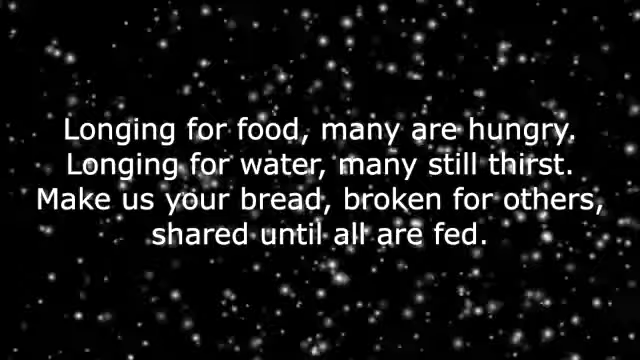 Longing for food, many are hungry.
Longing for water, many still thirst.
Make us your bread, broken for others,
shared until all are fed.